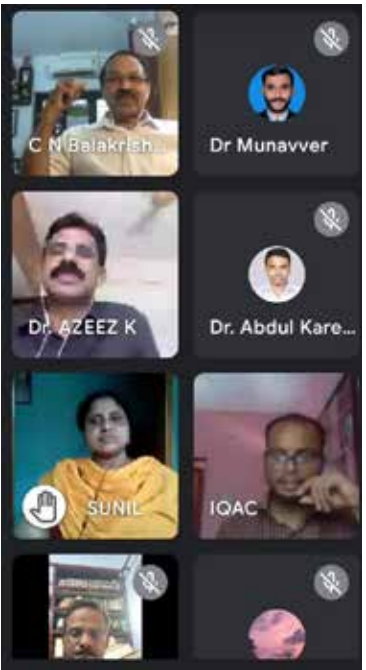 C N Balakrish...
Dr Munavver
Dr. AZEEZ K
Dr. Abdul Kare...
SUNIL
IQAC